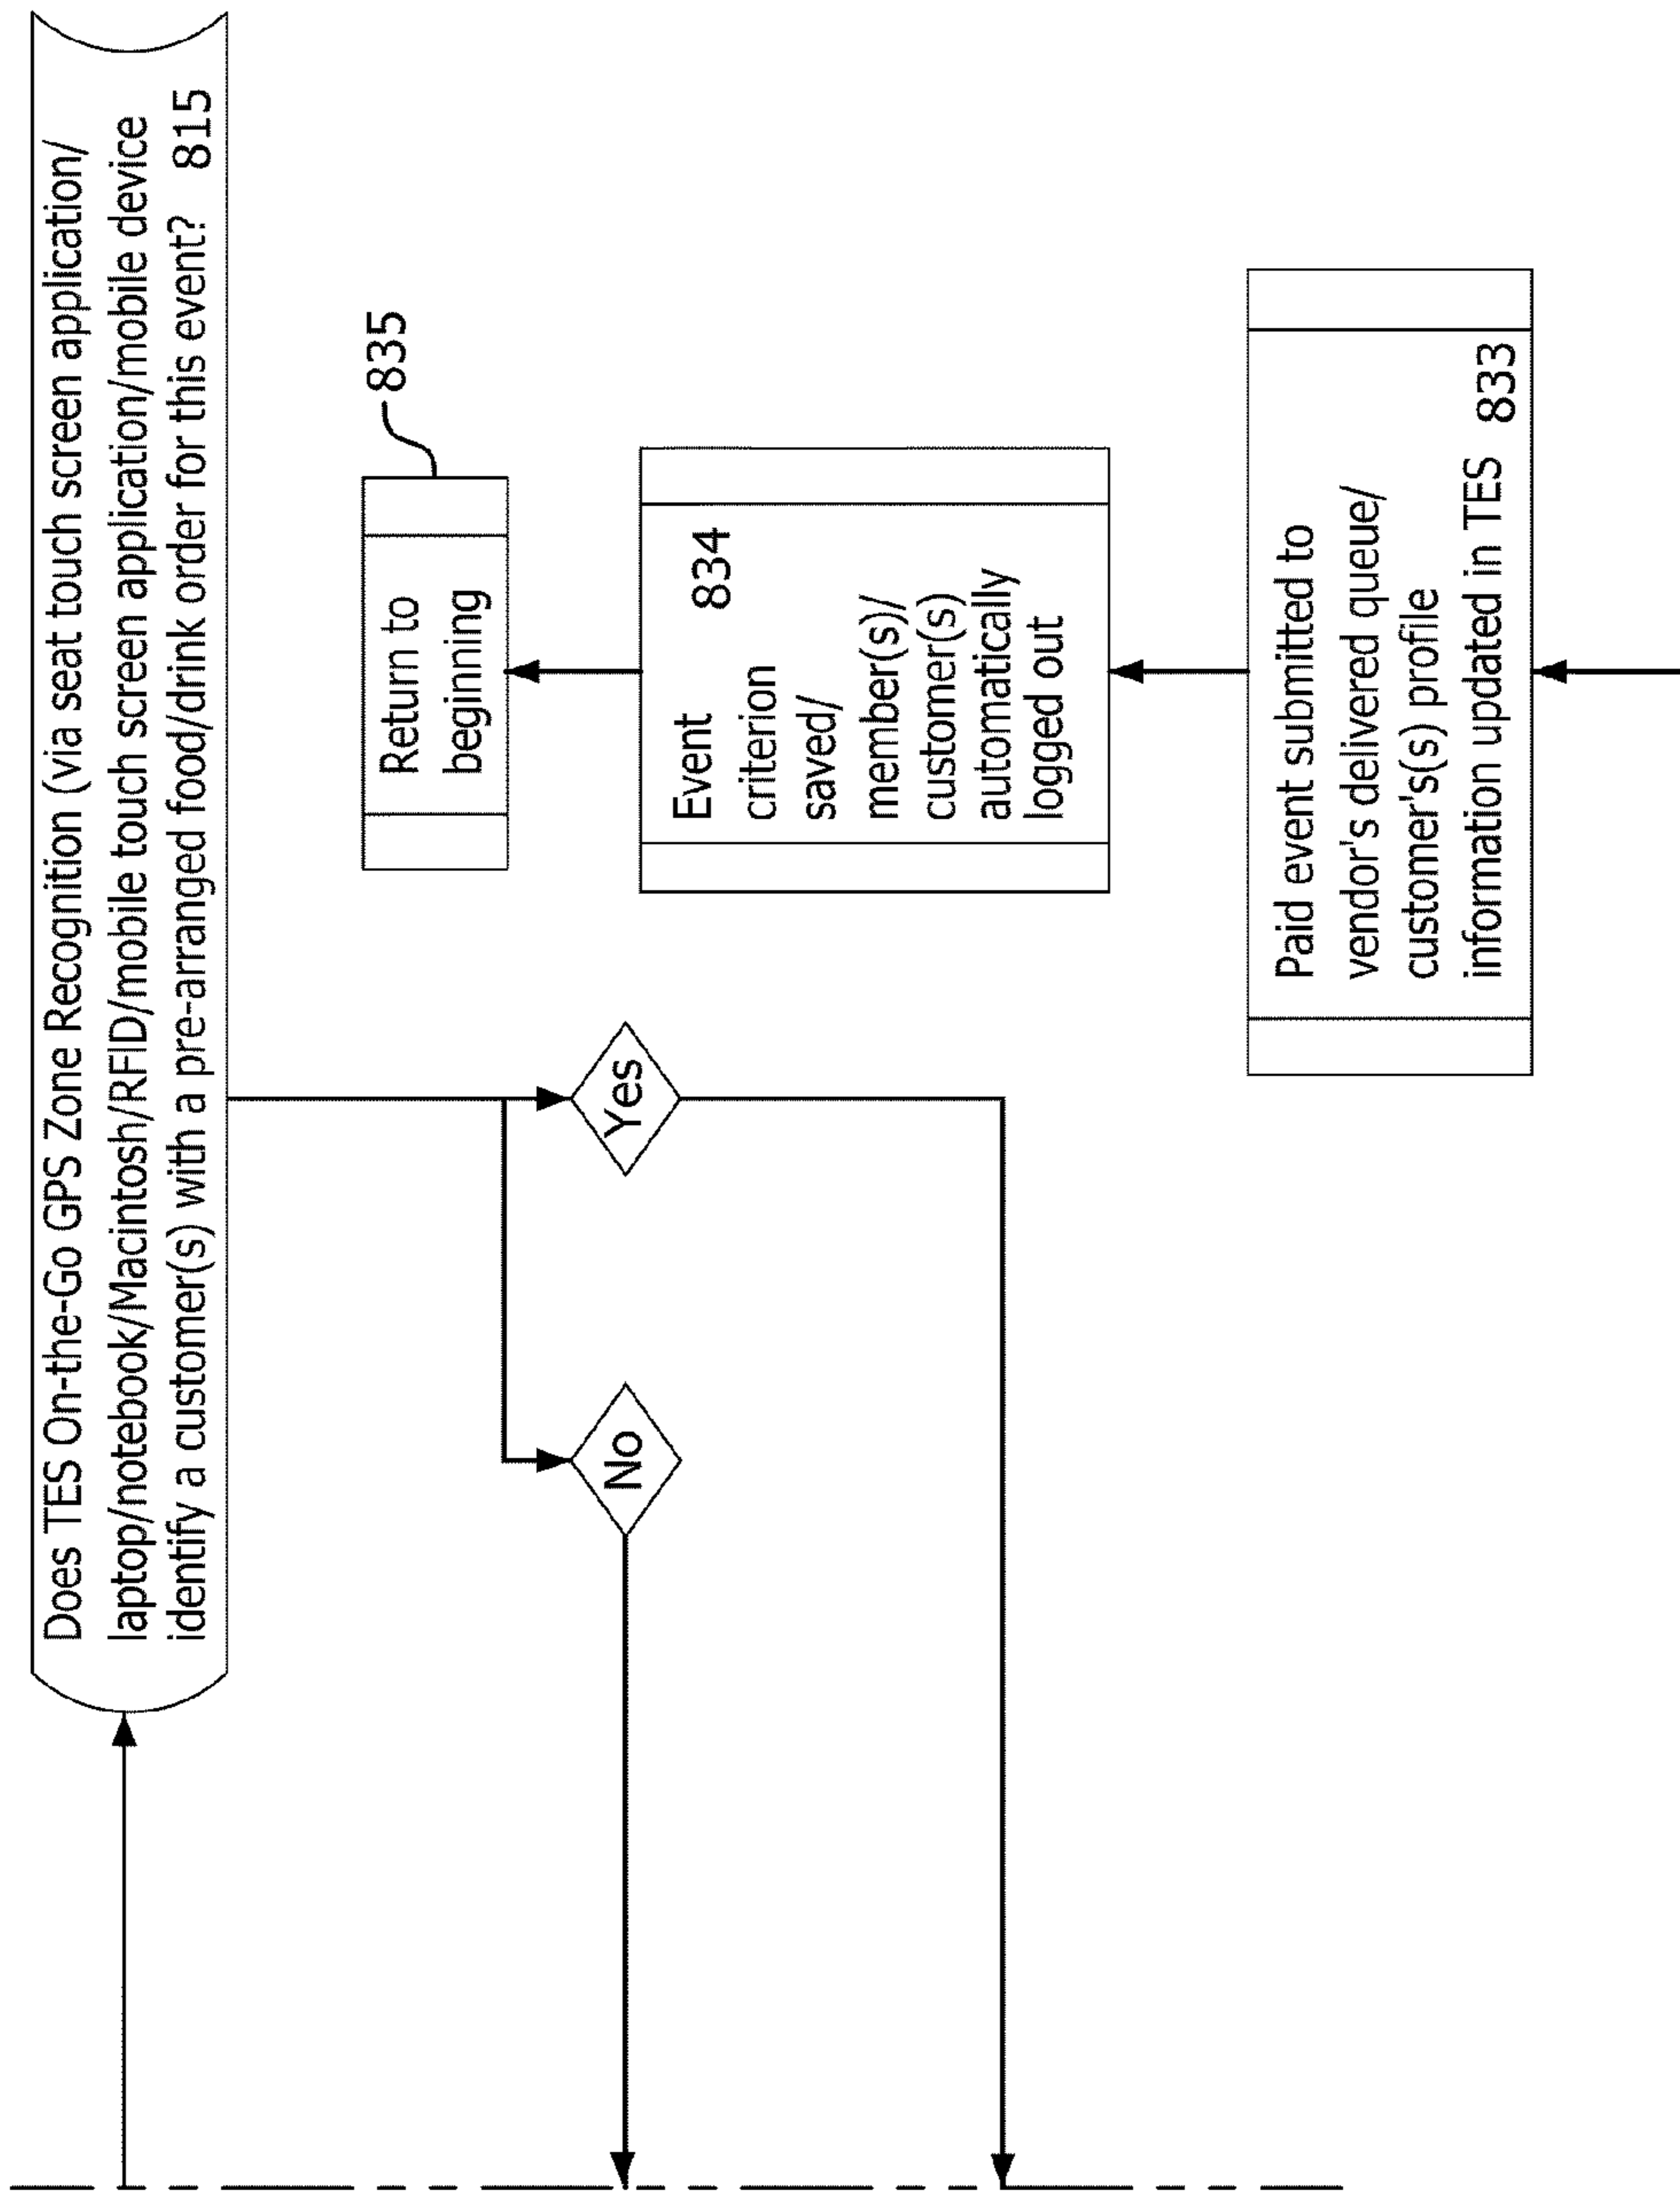 Does TES On-the-Go GPS Zone Recognition (via seat touch screen application/
laptop/notebook/Macintosh/RFID/mobile touch screen application/mobile device
identify a customer(s) with a pre-arranged food/drink order for this event? 815
No
Yes
835
Return to
beginning
Event 834
criterion
saved/
member(s)/
customer(s)
automatically
logged out
Paid event submitted to
vendor's delivered queue/
customer's(s) profile
information updated in TES 833